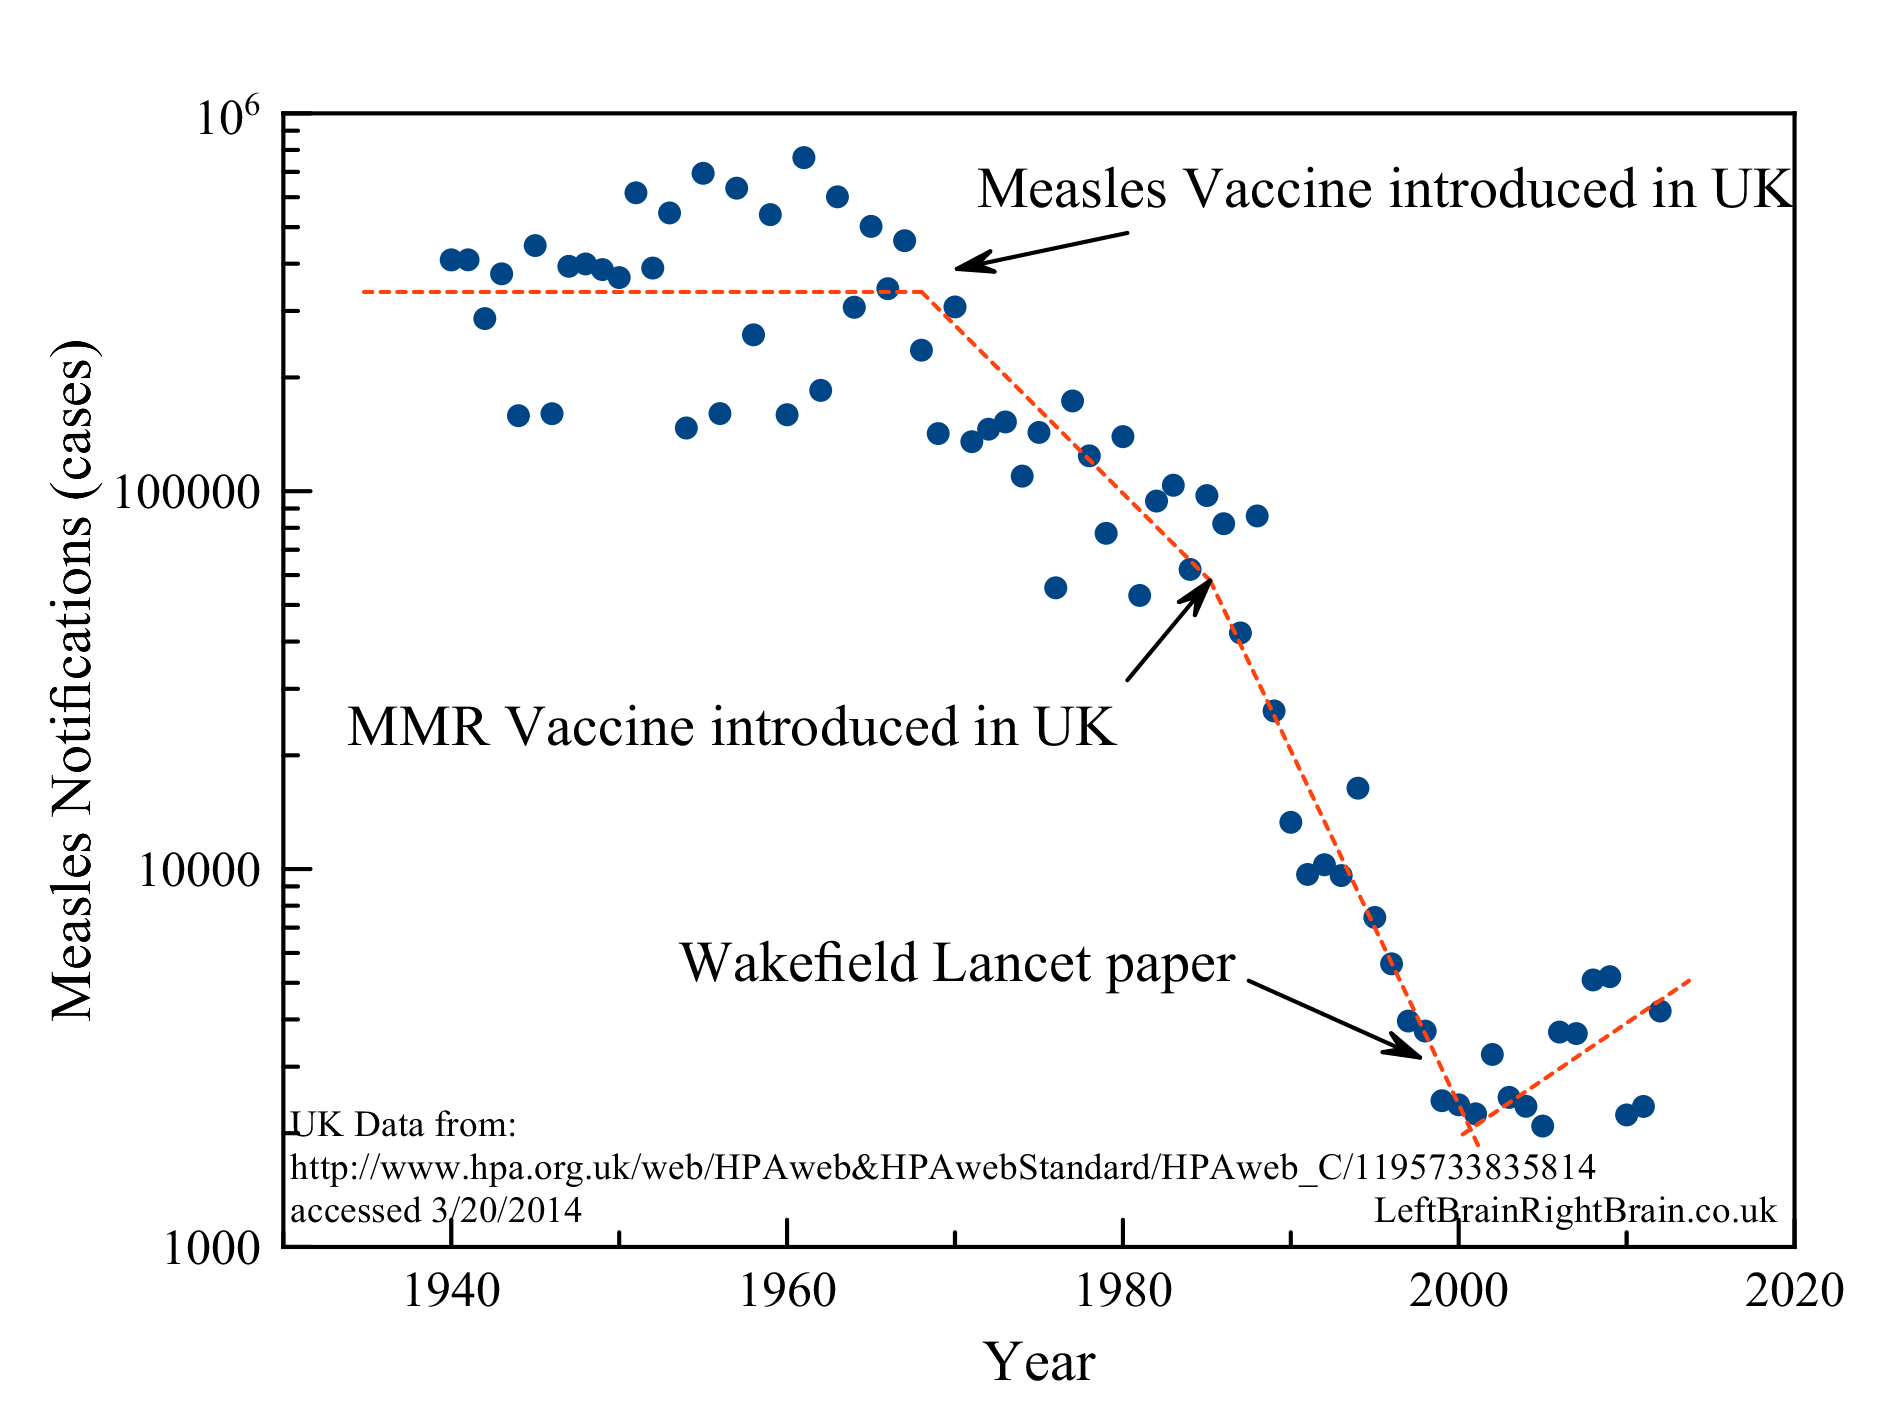 10⁶
Measles Vaccine introduced in UK
Measles Notifications (cases)
100000
MMR Vaccine introduced in UK
10000
Wakefield Lancet paper
UK Data from:
http://www.hpa.org.uk/web/HPAweb&HPAwebStandard/HPAweb_C/1195733835814
accessed 3/20/2014 LeftBrainRightBrain.co.uk
1000
1940 1960 1980 2000 2020
Year